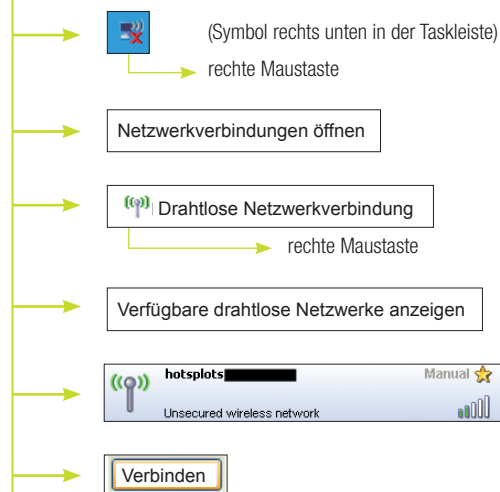 (Symbol rechts unten in der Taskleiste)
rechte Maustaste
Netzwerkverbindungen öffnen
Drahtlose Netzwerkverbindung
rechte Maustaste
Verfügbare drahtlose Netzwerke anzeigen
hotsplots Manual
Unsecured wireless network
Verbinden